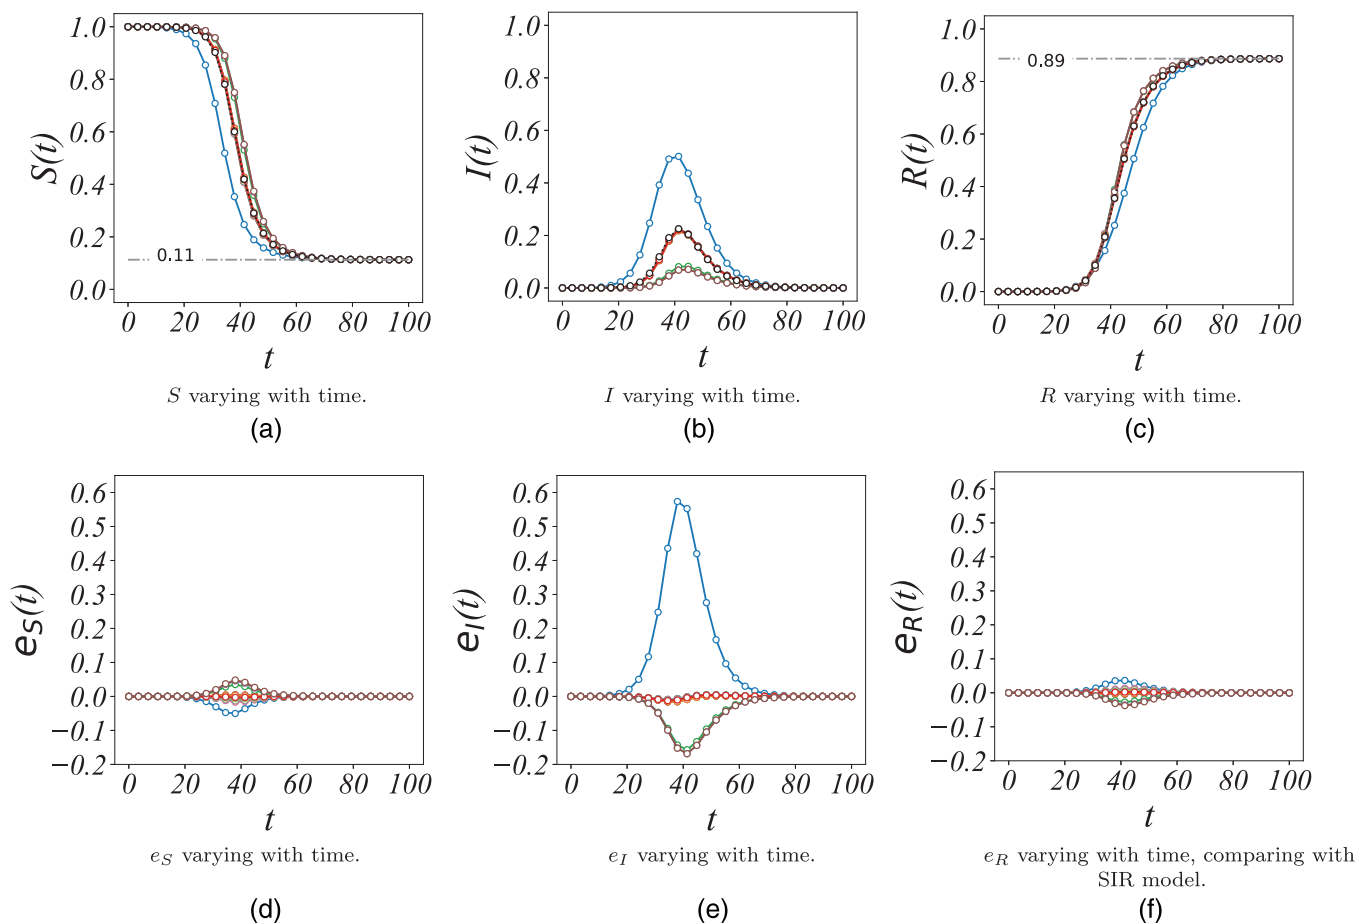 1.0
0.8
0.6
0.4
0.2
0.0
S(t)
0.11
0 20 40 60 80 100
t
S varying with time.
(a)
1.0
0.8
0.6
0.4
0.2
0.0
I(t)
0 20 40 60 80 100
t
I varying with time.
(b)
1.0
0.8
0.6
0.4
0.2
0.0
R(t)
0.89
0 20 40 60 80 100
t
R varying with time.
(c)
0.6
0.5
0.4
0.3
0.2
0.1
0.0
−0.1
−0.2
e_S(t)
0 20 40 60 80 100
t
e_S varying with time.
(d)
0.6
0.5
0.4
0.3
0.2
0.1
0.0
−0.1
−0.2
e_I(t)
0 20 40 60 80 100
t
e_I varying with time.
(e)
0.6
0.5
0.4
0.3
0.2
0.1
0.0
−0.1
−0.2
e_R(t)
0 20 40 60 80 100
t
e_R varying with time, comparing with
SIR model.
(f)